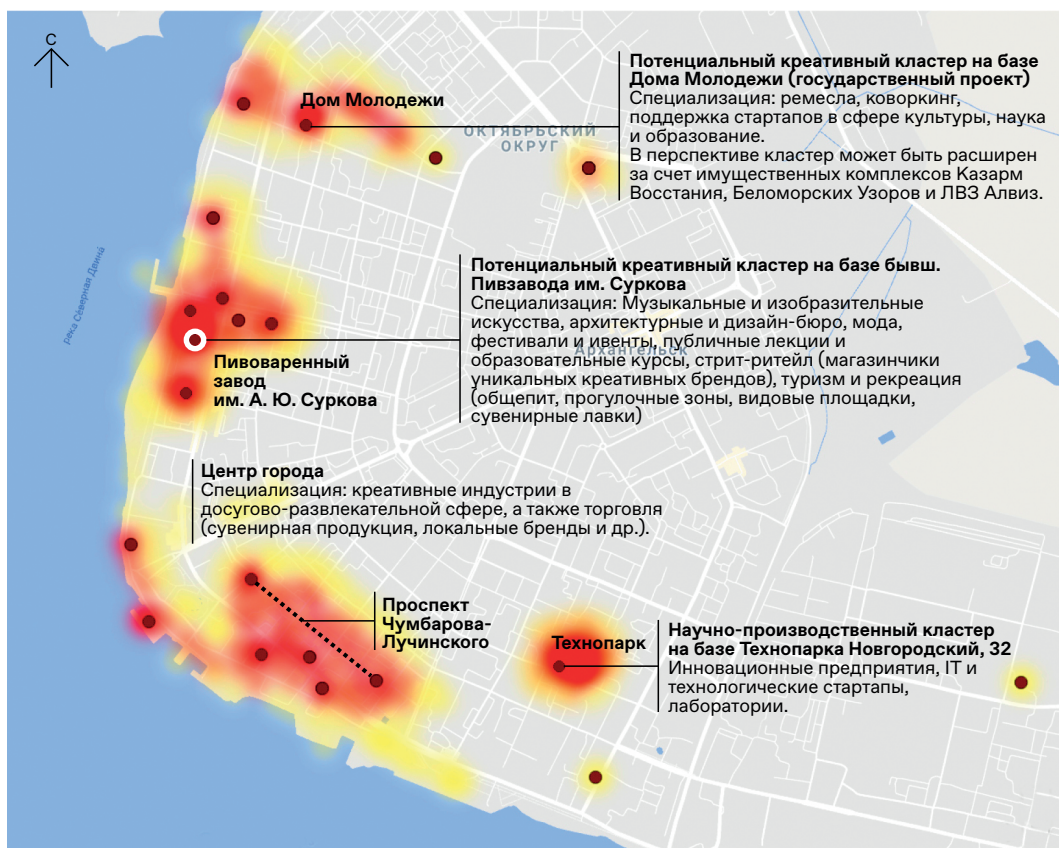 С
Дом Молодежи
ОКТЯБРЬСКИЙ
ОКРУГ
Потенциальный креативный кластер на базе
Дома Молодежи (государственный проект)
Специализация: ремесла, коворкинг,
поддержка стартапов в сфере культуры, наука
и образование.
В перспективе кластер может быть расширен
за счет имущественных комплексов Казарм
Восстания, Беломорских Узоров и ЛВЗ Алвиз.
река Северная Двина
Потенциальный креативный кластер на базе бывш.
Пивзавода им. Суркова
Специализация: Музыкальные и изобразительные
искусства, архитектурные и дизайн-бюро, мода,
фестивали и ивенты, публичные лекции и
образовательные курсы, стрит-ритейл (магазинчики
уникальных креативных брендов), туризм и рекреация
(общепит, прогулочные зоны, видовые площадки,
сувенирные лавки)
Архангельск
Пивоваренный
завод
им. А. Ю. Суркова
Центр города
Специализация: креативные индустрии в
досугово-развлекательной сфере, а также торговля
(сувенирная продукция, локальные бренды и др.).
Проспект
Чумбарова-
Лучинского
Технопарк
Научно-производственный кластер
на базе Технопарка Новгородский, 32
Инновационные предприятия, IT и
технологические стартапы,
лаборатории.